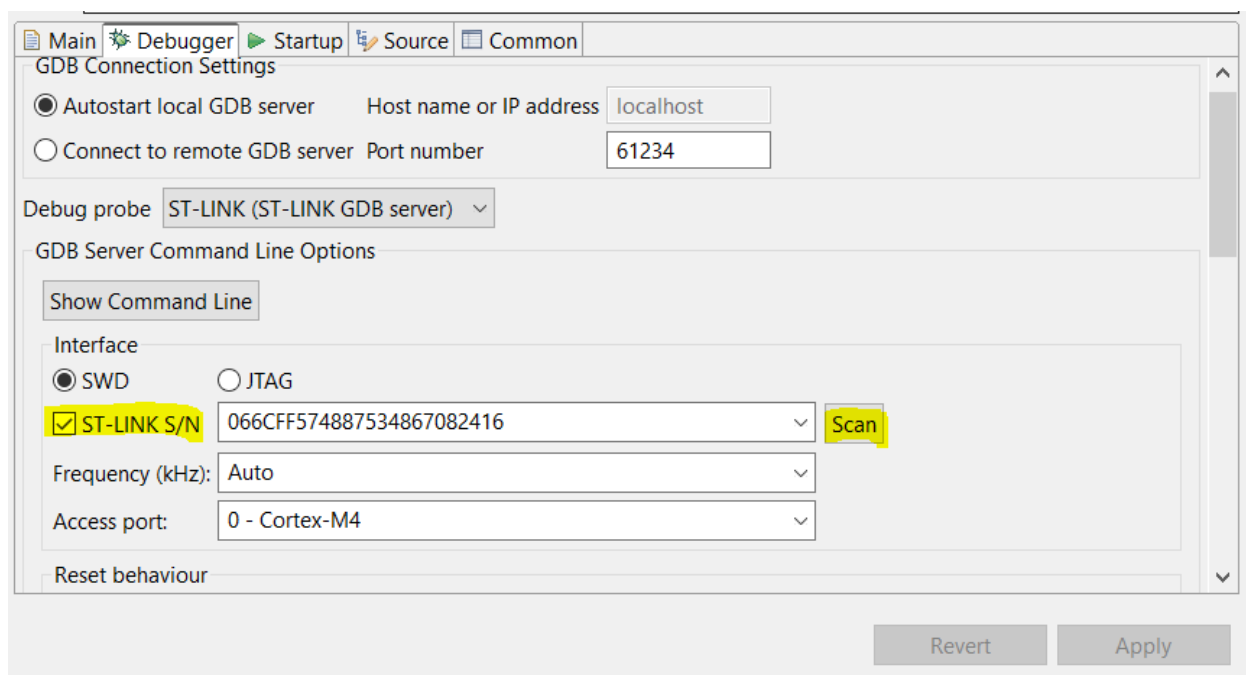 Main Debugger Startup Source Common
GDB Connection Settings
Autostart local GDB server Host name or IP address localhost
Connect to remote GDB server Port number 61234
Debug probe ST-LINK (ST-LINK GDB server)
GDB Server Command Line Options
Show Command Line
Interface
SWD JTAG
ST-LINK S/N 066CFF574887534867082416 Scan
Frequency (kHz): Auto
Access port: 0 - Cortex-M4
Reset behaviour
Revert Apply